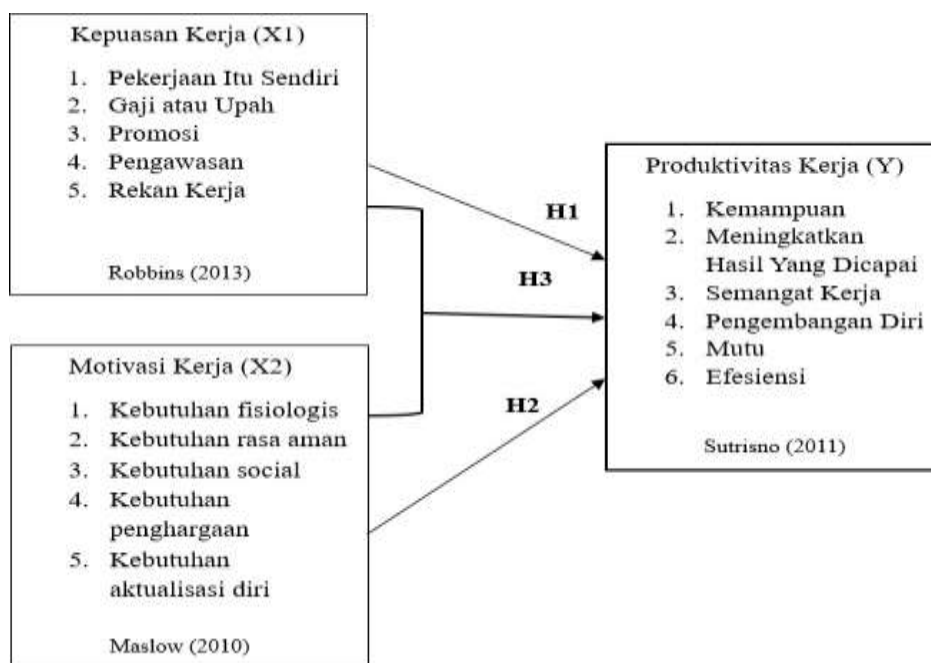 Kepuasan Kerja (X1)
1. Pekerjaan Itu Sendiri
2. Gaji atau Upah
3. Promosi
4. Pengawasan
5. Rekan Kerja
Robbins (2013)
Motivasi Kerja (X2)
1. Kebutuhan fisiologis
2. Kebutuhan rasa aman
3. Kebutuhan social
4. Kebutuhan
penghargaan
5. Kebutuhan
aktualisasi diri
Maslow (2010)
H1
H3
H2
Produktivitas Kerja (Y)
1. Kemampuan
2. Meningkatkan
Hasil Yang Dicapai
3. Semangat Kerja
4. Pengembangan Diri
5. Mutu
6. Efesiensi
Sutrisno (2011)